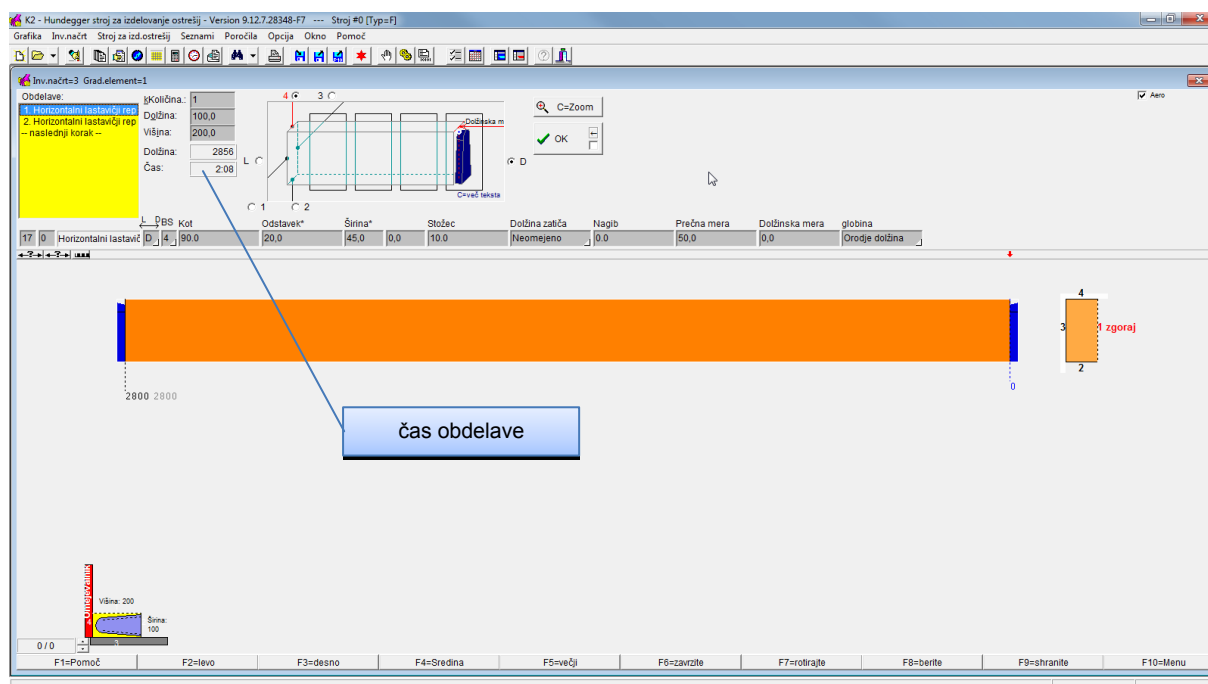 K2 - Hundegger stroj za izdelovanje ostrešij - Version 9.12.7.28348-F7 --- Stroj #0 [Typ=F]
Grafika Inv.načrt Stroj za izd.ostrešij Seznami Poročila Opcija Okno Pomoč
Inv.načrt=3 Grad.element=1
Obdelave:
1. Horizontalni lastavičji rep
2. Horizontalni lastavičji rep
-- naslednji korak --
kKoličina.: 1
Dolžina: 100,0
Višjna: 200,0
Dolžina: 2856
Čas: 2:08
4 3
L
1 2
Dolžinska m
C=več teksta
D
C=Zoom
OK
Aero
L D BS Kot Odstavek* Širina* Stožec Dolžina zatiča Nagib Prečna mera Dolžinska mera globina
17 0 Horizontalni lastavič D 4 90.0 20,0 45,0 0,0 10.0 Neomejeno 0.0 50,0 0,0 Orodje dolžina
4
3 1 zgoraj
2
2800 2800
0
čas obdelave
Višina: 200
Širina:
100
3
0 / 0
F1=Pomoč F2=levo F3=desno F4=Sredina F5=večji F6=zavrzite F7=rotirajte F8=berite F9=shranite F10=Menu